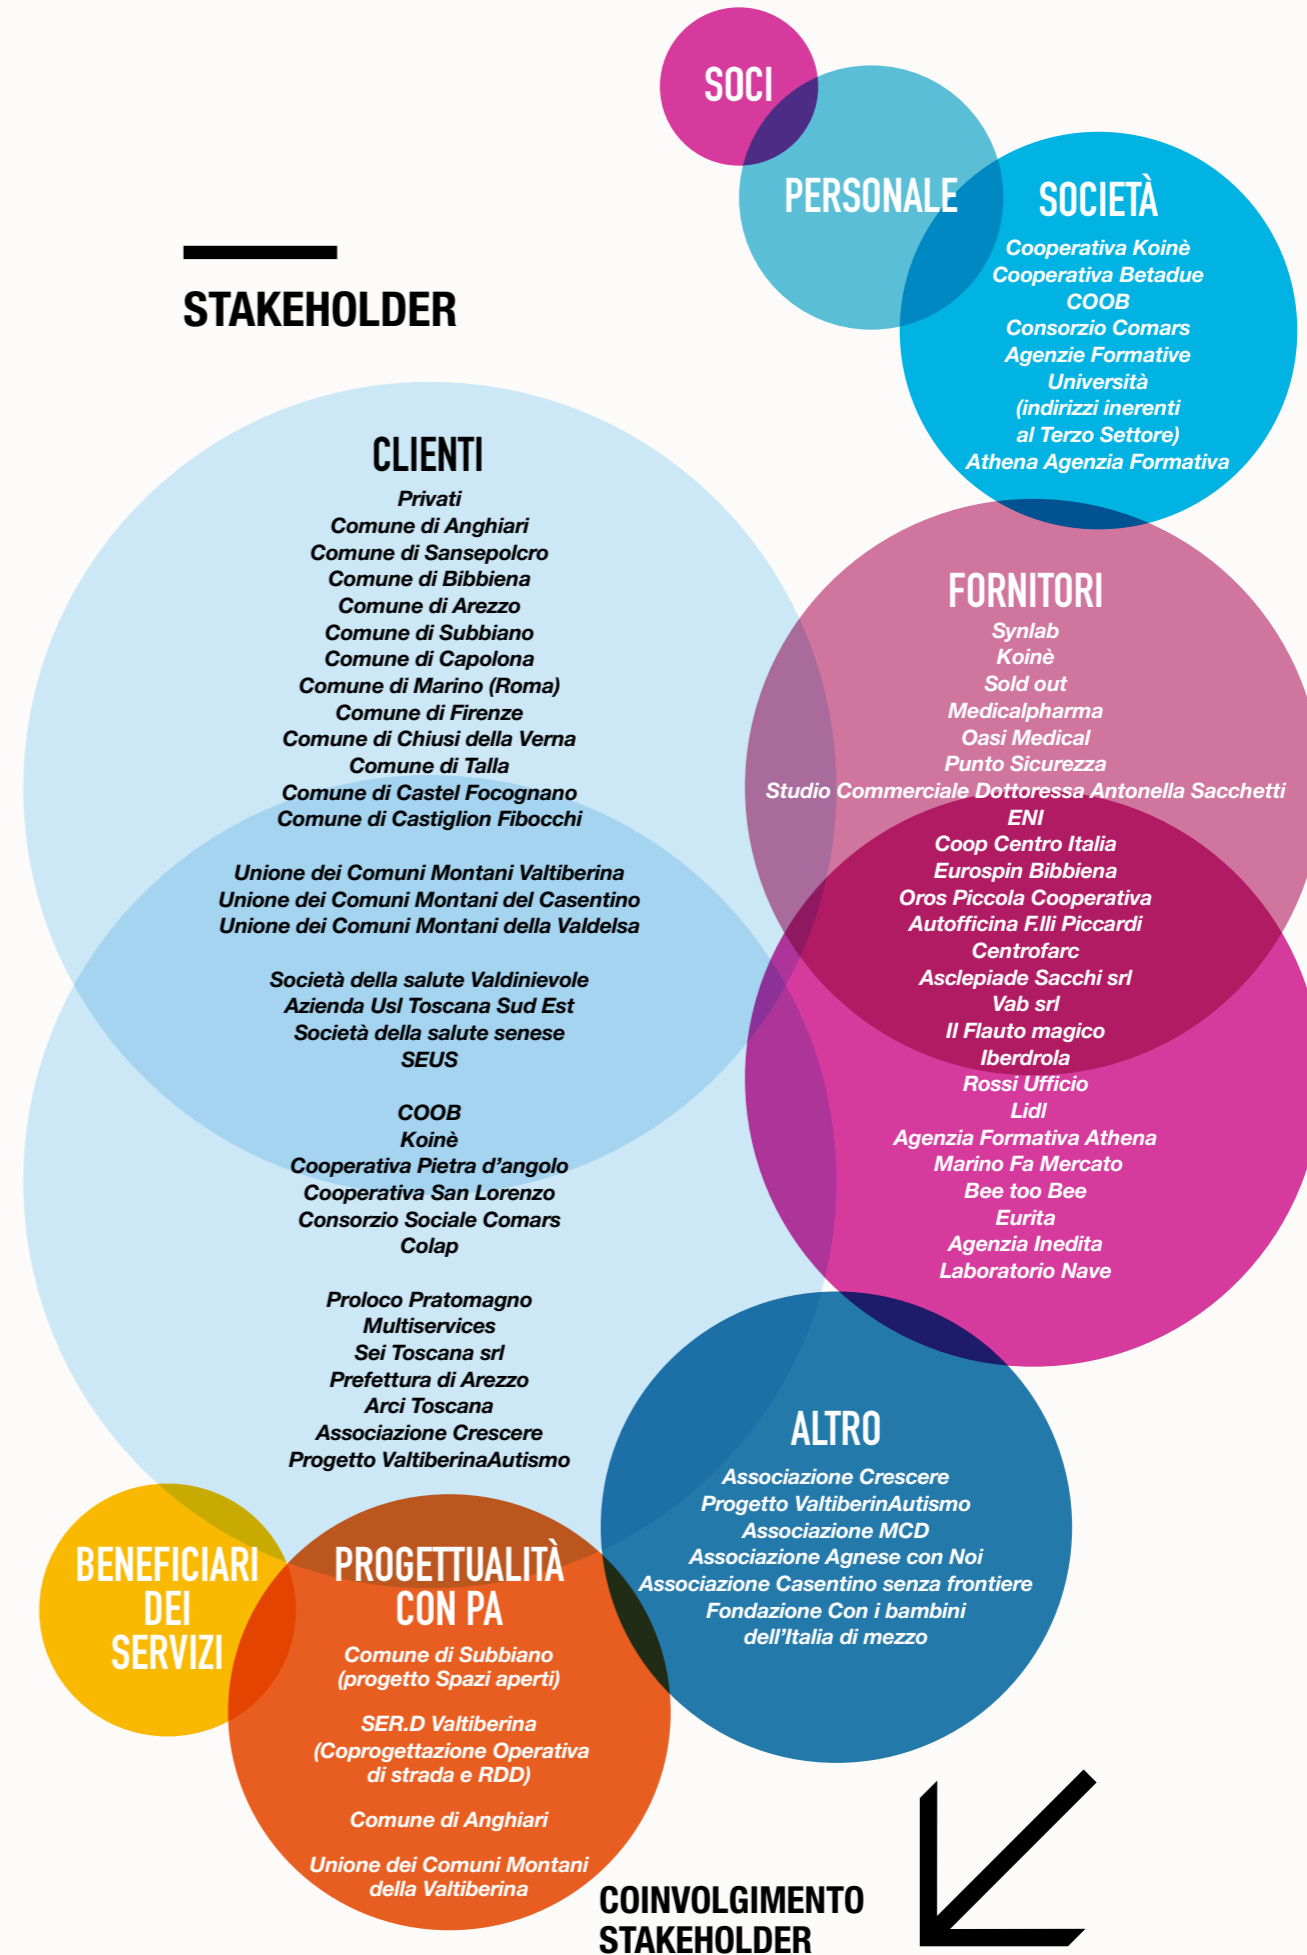 SOCI
PERSONALE
SOCIETÀ
Cooperativa Koinè
Cooperativa Betadue
COOB
Consorzio Comars
Agenzie Formative
Università
(indirizzi inerenti
al Terzo Settore)
Athena Agenzia Formativa
STAKEHOLDER
CLIENTI
Privati
Comune di Anghiari
Comune di Sansepolcro
Comune di Bibbiena
Comune di Arezzo
Comune di Subbiano
Comune di Capolona
Comune di Marino (Roma)
Comune di Firenze
Comune di Chiusi della Verna
Comune di Talla
Comune di Castel Focognano
Comune di Castiglion Fibocchi
Unione dei Comuni Montani Valtiberina
Unione dei Comuni Montani del Casentino
Unione dei Comuni Montani della Valdelsa
Società della salute Valdinievole
Azienda Usl Toscana Sud Est
Società della salute senese
SEUS
COOB
Koinè
Cooperativa Pietra d'angolo
Cooperativa San Lorenzo
Consorzio Sociale Comars
Colap
Proloco Pratomagno
Multiservices
Sei Toscana srl
Prefettura di Arezzo
Arci Toscana
Associazione Crescere
Progetto ValtiberinaAutismo
FORNITORI
Synlab
Koinè
Sold out
Medicalpharma
Oasi Medical
Punto Sicurezza
Studio Commerciale Dottoressa Antonella Sacchetti
ENI
Coop Centro Italia
Eurospin Bibbiena
Oros Piccola Cooperativa
Autofficina F.lli Piccardi
Centrofarc
Asclepiade Sacchi srl
Vab srl
Il Flauto magico
Iberdrola
Rossi Ufficio
Lidl
Agenzia Formativa Athena
Marino Fa Mercato
Bee too Bee
Eurita
Agenzia Inedita
Laboratorio Nave
ALTRO
Associazione Crescere
Progetto ValtiberinAutismo
Associazione MCD
Associazione Agnese con Noi
Associazione Casentino senza frontiere
Fondazione Con i bambini
dell'Italia di mezzo
BENEFICIARI
DEI
SERVIZI
PROGETTUALITÀ
CON PA
Comune di Subbiano
(progetto Spazi aperti)
SER.D Valtiberina
(Coprogettazione Operativa
di strada e RDD)
Comune di Anghiari
Unione dei Comuni Montani
della Valtiberina
COINVOLGIMENTO
STAKEHOLDER